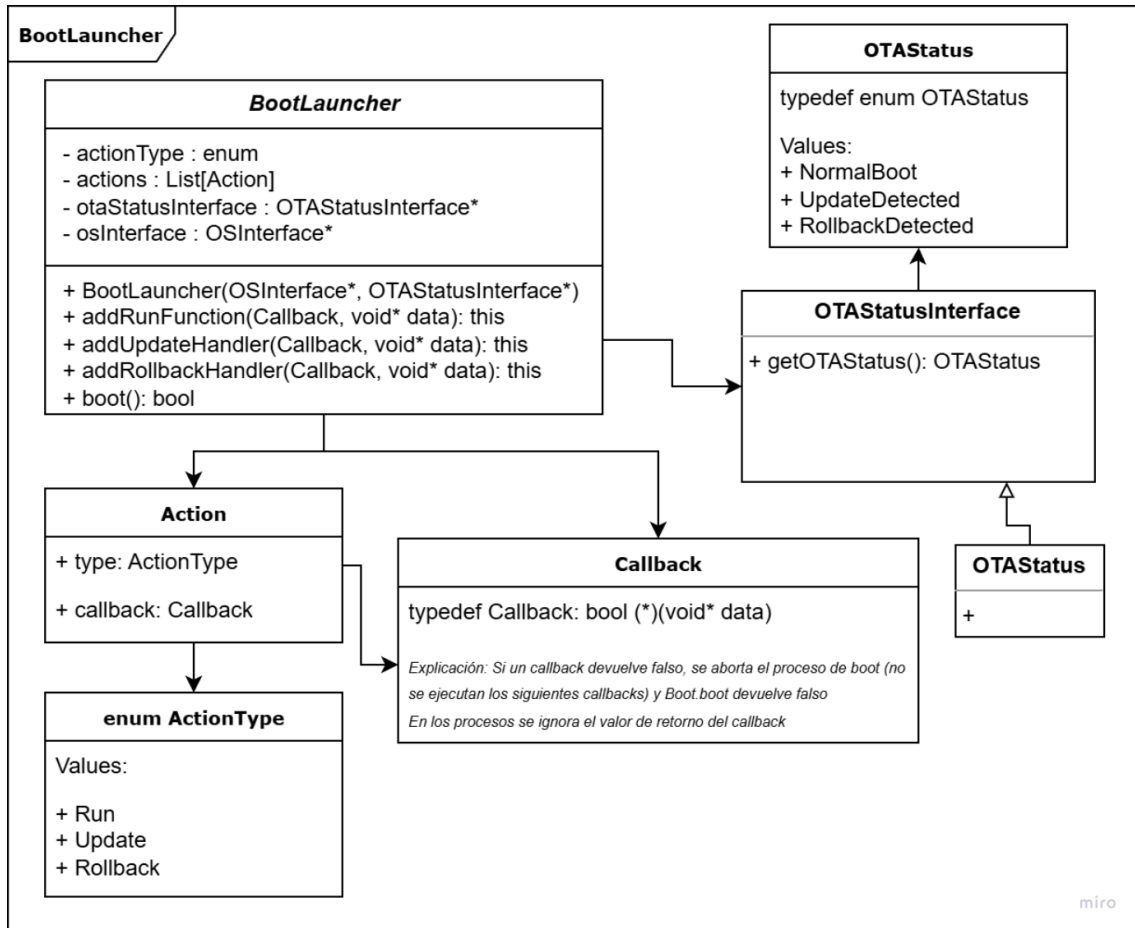 BootLauncher
BootLauncher
- actionType : enum
- actions : List[Action]
- otaStatusInterface : OTAStatusInterface*
- osInterface : OSInterface*
+ BootLauncher(OSInterface*, OTAStatusInterface*)
+ addRunFunction(Callback, void* data): this
+ addUpdateHandler(Callback, void* data): this
+ addRollbackHandler(Callback, void* data): this
+ boot(): bool
OTAStatus
typedef enum OTAStatus
Values:
+ NormalBoot
+ UpdateDetected
+ RollbackDetected
OTAStatusInterface
+ getOTAStatus(): OTAStatus
OTAStatus
+
Action
+ type: ActionType
+ callback: Callback
Callback
typedef Callback: bool (*)(void* data)
Explicación: Si un callback devuelve falso, se aborta el proceso de boot (no
se ejecutan los siguientes callbacks) y Boot.boot devuelve falso
En los procesos se ignora el valor de retorno del callback
enum ActionType
Values:
+ Run
+ Update
+ Rollback
miro